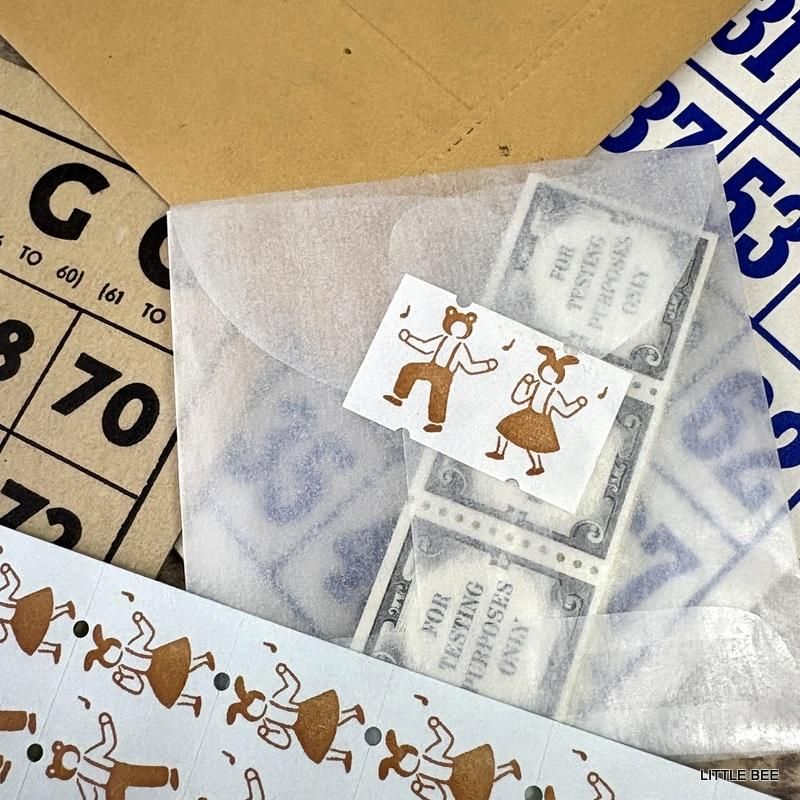 31
37
53
G
TO 60) (61 TO
8
70
72
FOR
TESTING
PURPOSES
ONLY
FOR
TESTING
PURPOSES
ONLY
LITTLE BEE